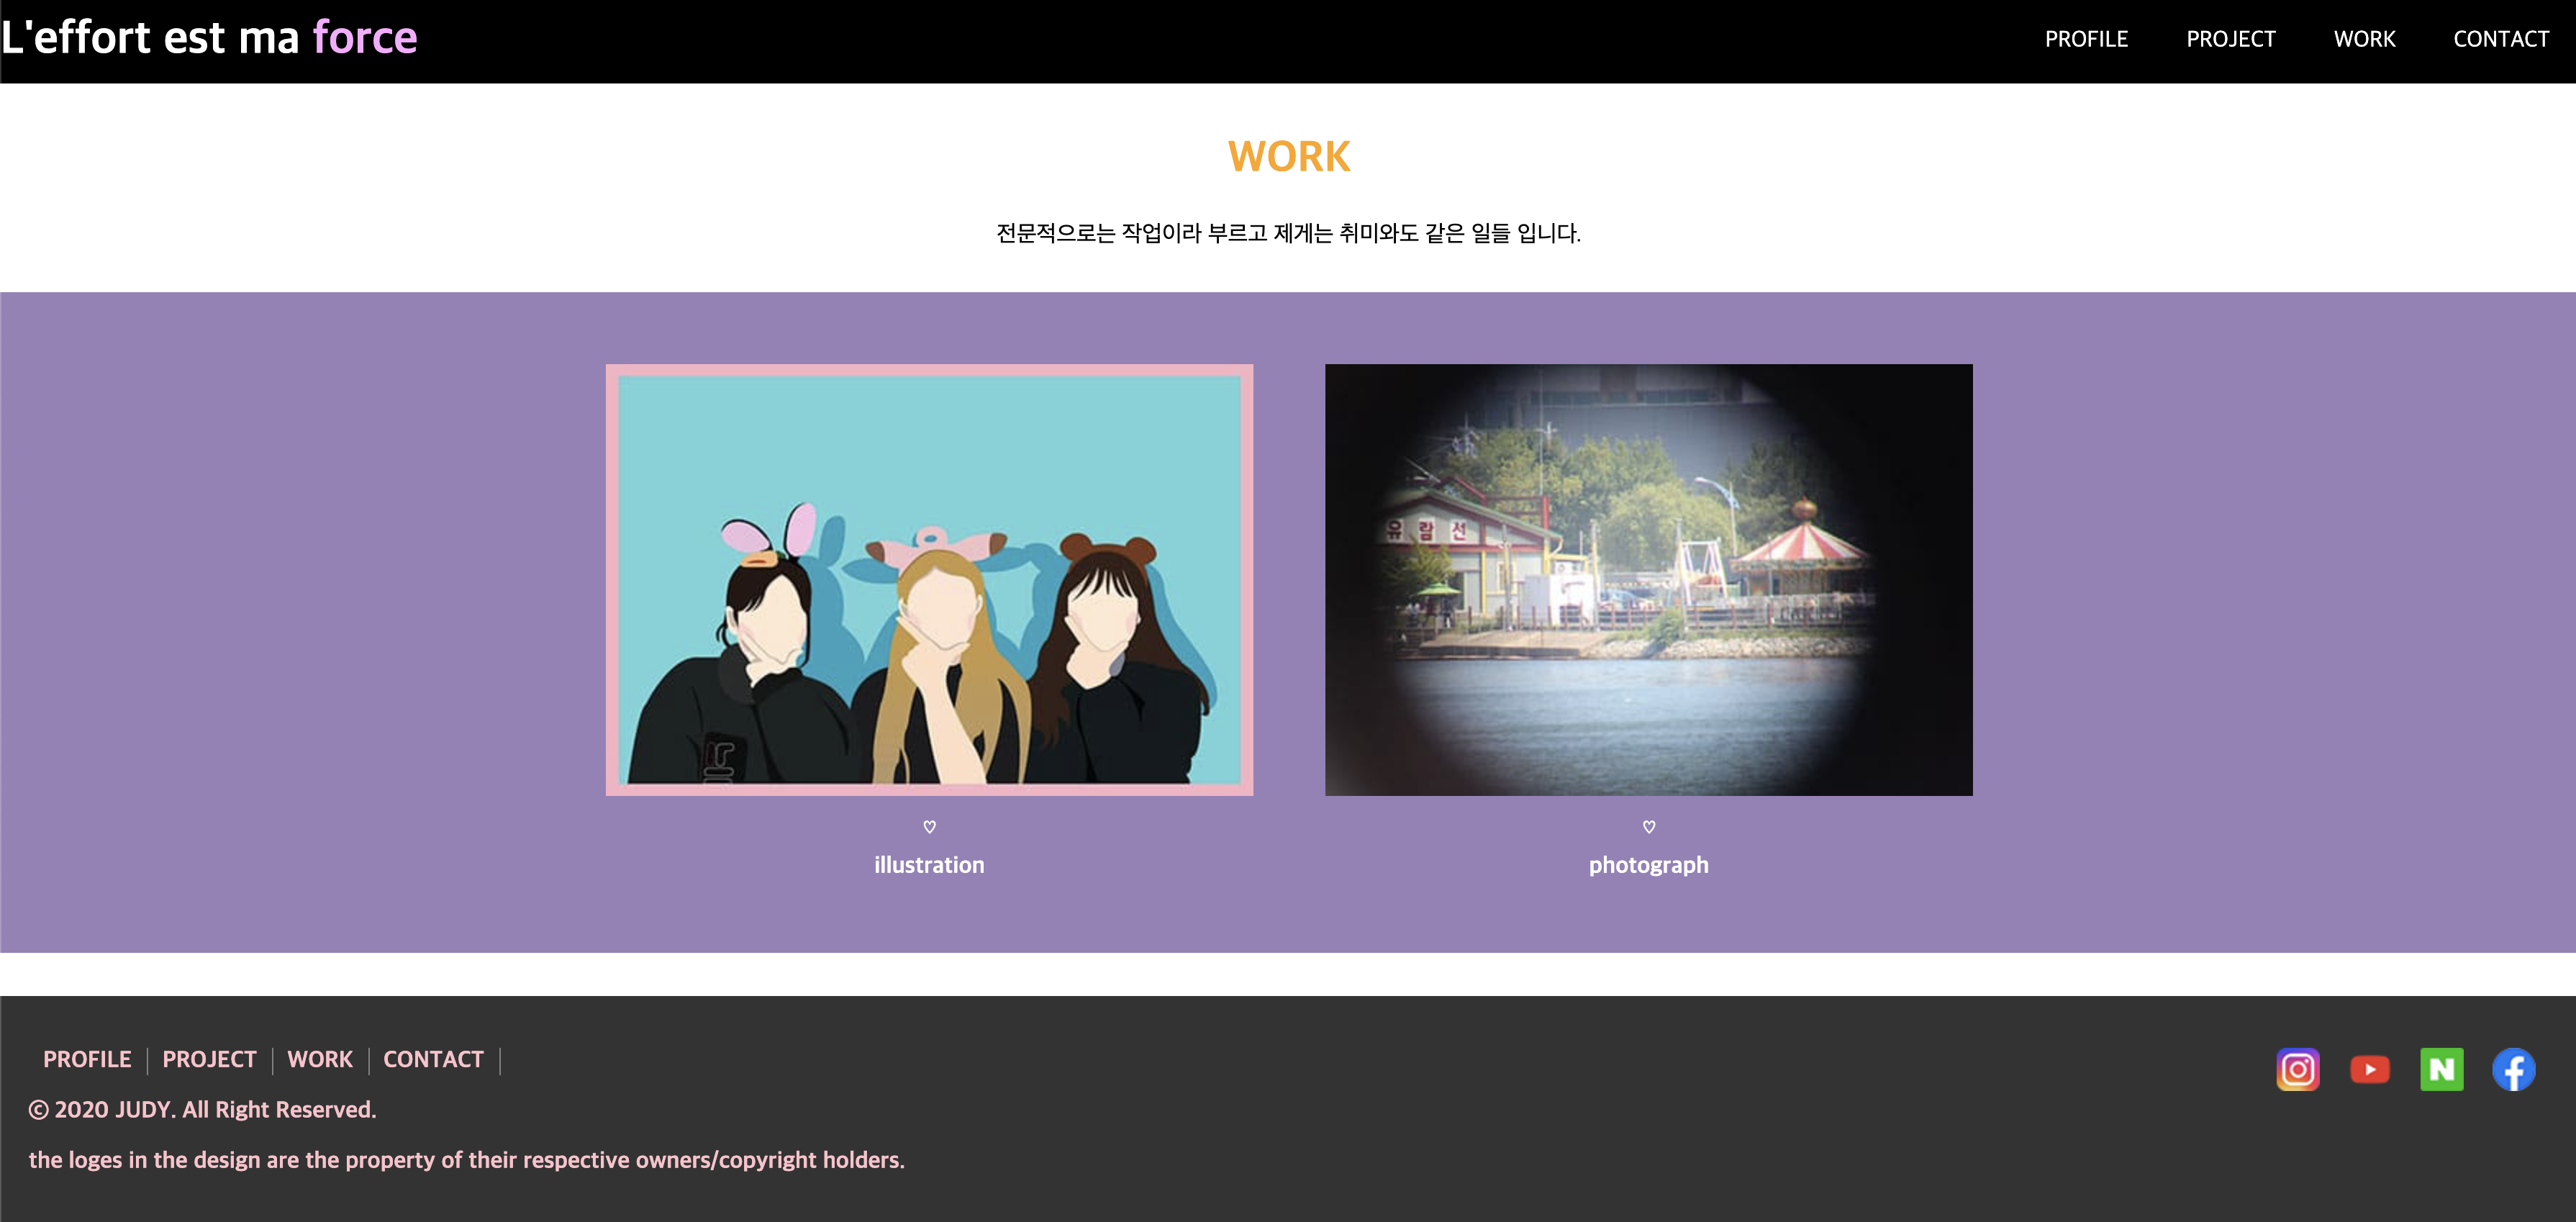 L'effort est ma force
PROFILE PROJECT WORK CONTACT
WORK
전문적으로는 작업이라 부르고 제게는 취미와도 같은 일들 입니다.
유람선
♡
illustration
♡
photograph
PROFILE | PROJECT | WORK | CONTACT |
© 2020 JUDY. All Right Reserved.
the loges in the design are the property of their respective owners/copyright holders.
N